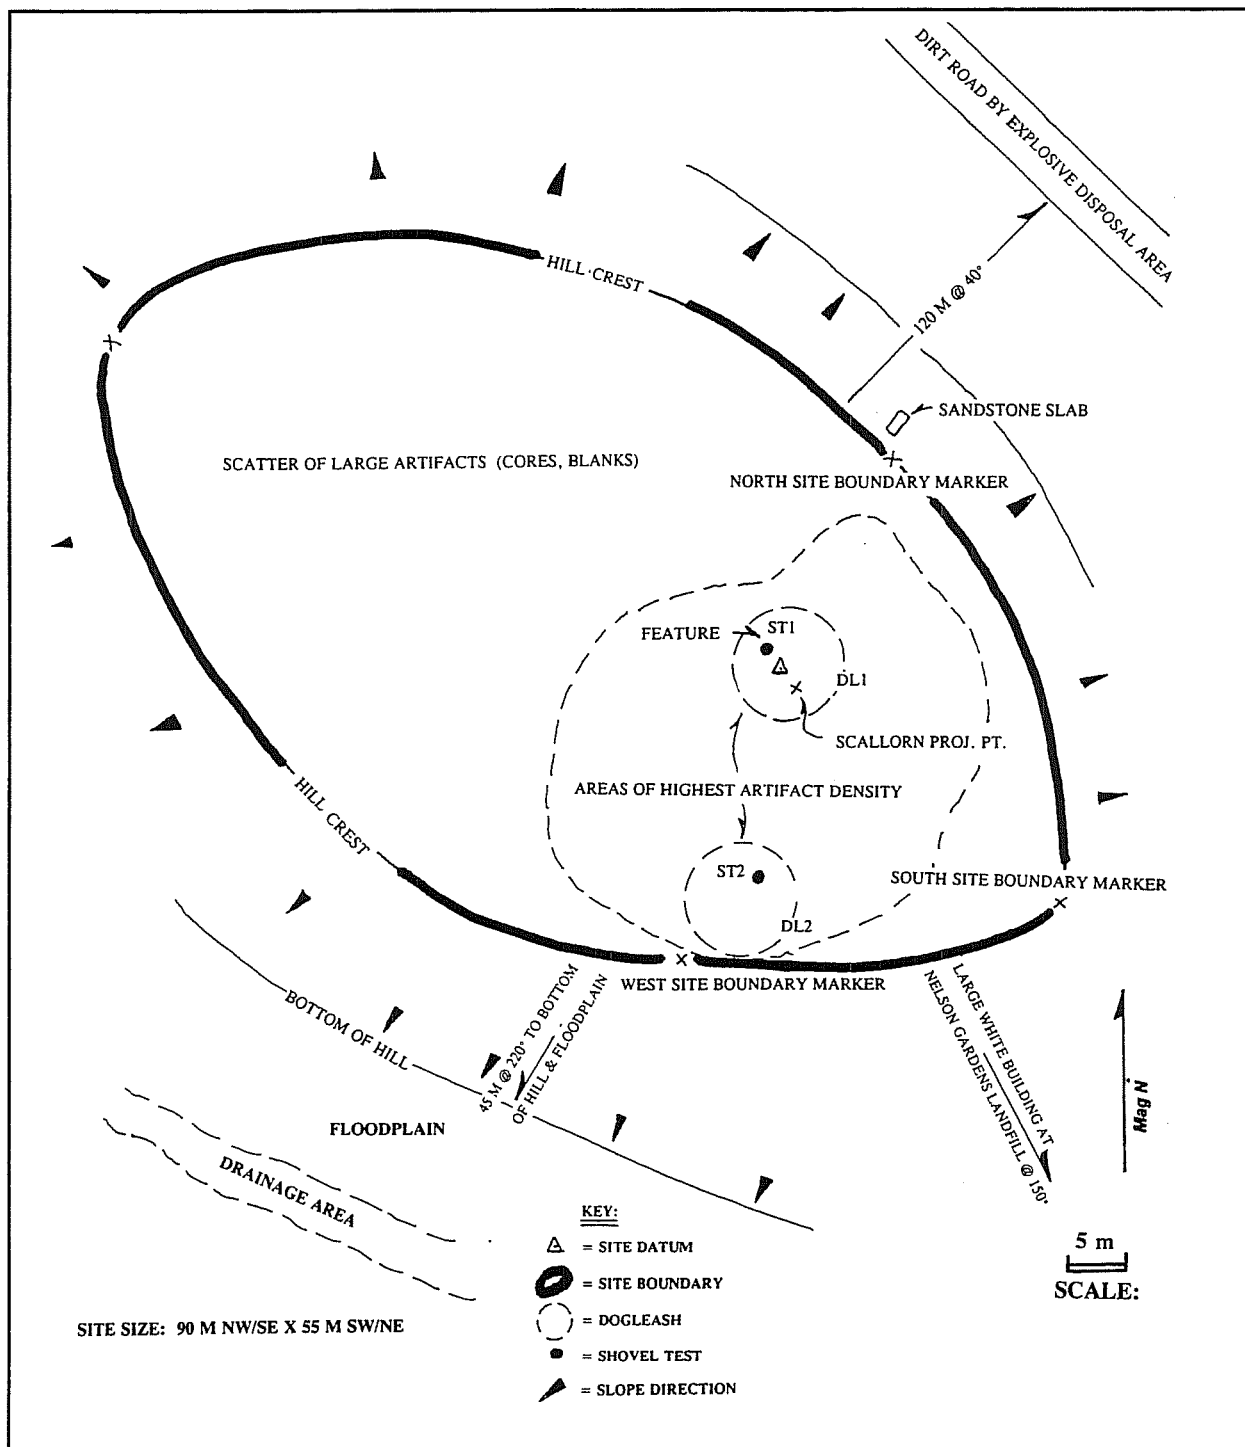 DIRT ROAD BY EXPLOSIVE DISPOSAL AREA
HILL CREST
120 M @ 40°
SANDSTONE SLAB
SCATTER OF LARGE ARTIFACTS (CORES, BLANKS)
NORTH SITE BOUNDARY MARKER
FEATURE
ST1
DL1
SCALLORN PROJ. PT.
AREAS OF HIGHEST ARTIFACT DENSITY
HILL CREST
ST2
SOUTH SITE BOUNDARY MARKER
DL2
WEST SITE BOUNDARY MARKER
BOTTOM OF HILL
45 M @ 220° TO BOTTOM
OF HILL & FLOODPLAIN
LARGE WHITE BUILDING AT
NELSON GARDENS LANDFILL @ 150°
Mag N
FLOODPLAIN
DRAINAGE AREA
KEY:
= SITE DATUM
= SITE BOUNDARY
= DOGLEASH
= SHOVEL TEST
= SLOPE DIRECTION
5 m
SCALE:
SITE SIZE: 90 M NW/SE X 55 M SW/NE